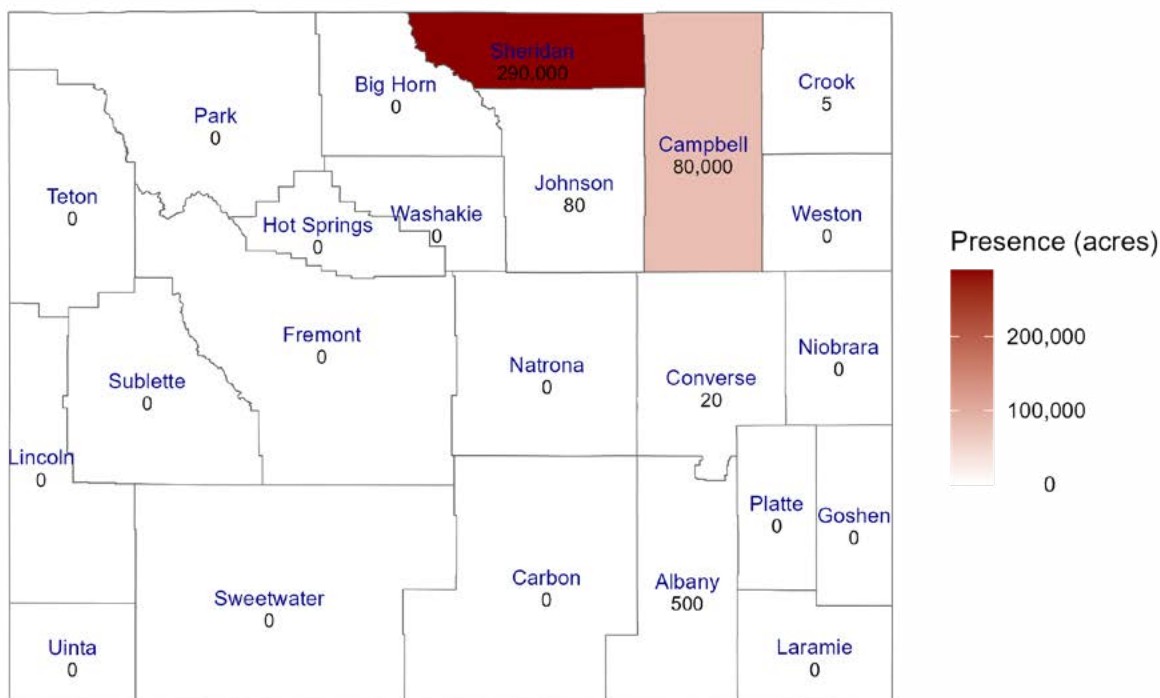 Sheridan
290,000
Big Horn
0
Crook
5
Park
0
Campbell
80,000
Johnson
80
Teton
0
Hot Springs
0
Washakie
0
Weston
0
Presence (acres)
200,000
100,000
0
Fremont
0
Natrona
0
Niobrara
0
Sublette
0
Converse
20
Lincoln
0
Platte
0
Goshen
0
Sweetwater
0
Carbon
0
Albany
500
Uinta
0
Laramie
0